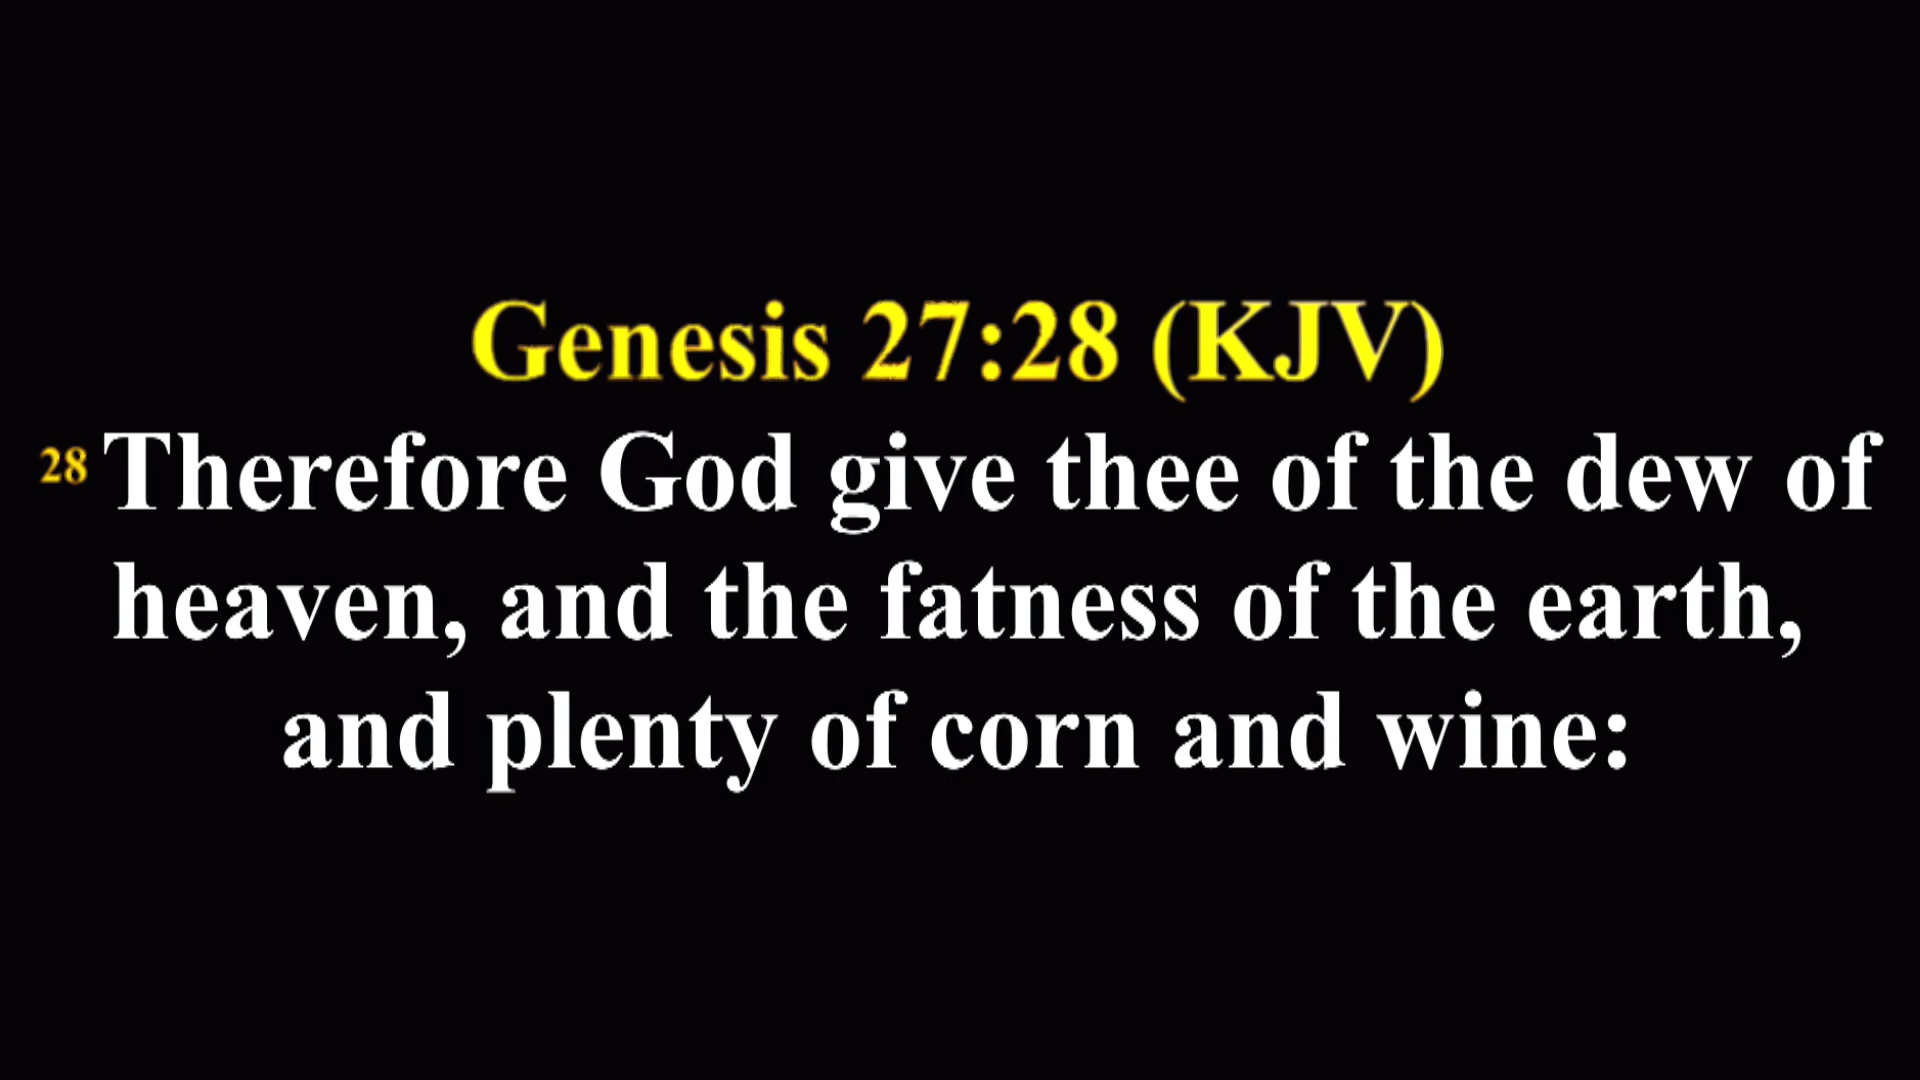 Genesis 27:28 (KJV)
28 Therefore God give thee of the dew of
heaven, and the fatness of the earth,
and plenty of corn and wine: